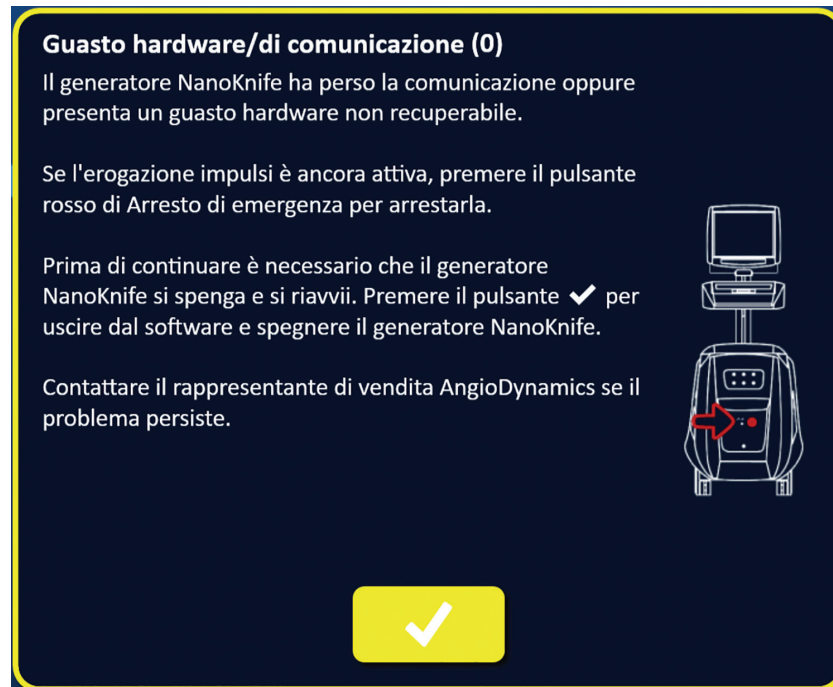 Guasto hardware/di comunicazione (0)
Il generatore NanoKnife ha perso la comunicazione oppure
presenta un guasto hardware non recuperabile.
Se l'erogazione impulsi è ancora attiva, premere il pulsante
rosso di Arresto di emergenza per arrestarla.
Prima di continuare è necessario che il generatore
NanoKnife si spenga e si riavvii. Premere il pulsante ✔ per
uscire dal software e spegnere il generatore NanoKnife.
Contattare il rappresentante di vendita AngioDynamics se il
problema persiste.